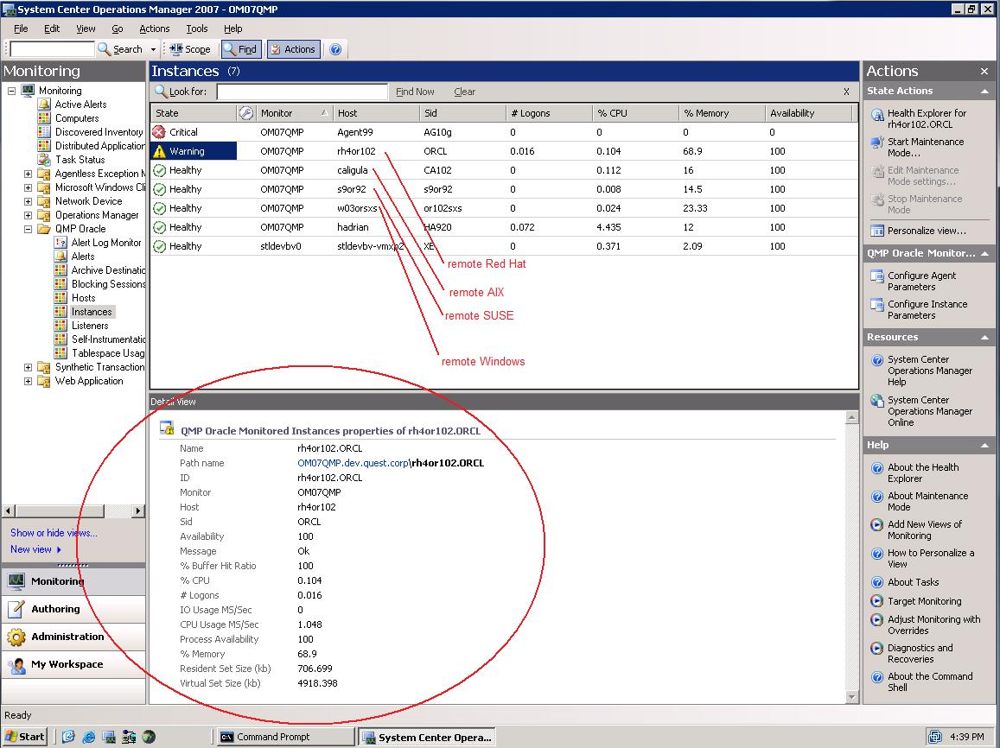 System Center Operations Manager 2007 - OM07QMP
File Edit View Go Actions Tools Help
Search Scope Find Actions
Monitoring
Monitoring
Active Alerts
Computers
Discovered Inventory
Distributed Application
Task Status
Agentless Exception M
Microsoft Windows Cli
Network Device
Operations Manager
QMP Oracle
Alert Log Monitor
Alerts
Archive Destinatio
Blocking Sessions
Hosts
Instances
Listeners
Self-Instrumentatio
Tablespace Usag
Synthetic Transaction
Web Application
Show or hide views...
New view
Monitoring
Authoring
Administration
My Workspace
Instances (7)
Look for: Find Now Clear X
State Monitor Host Sid # Logons % CPU % Memory Availability
Critical OM07QMP Agent99 AG10g 0 0 0 0
Warning OM07QMP rh4or102 ORCL 0.016 0.104 68.9 100
Healthy OM07QMP caligula CA102 0 0.112 16 100
Healthy OM07QMP s9or92 s9or92 0 0.008 14.5 100
Healthy OM07QMP w03orsxs or102sxs 0 0.024 23.33 100
Healthy OM07QMP hadrian HA920 0.072 4.435 12 100
Healthy stldevbv0 stldevbv-vmxp2 XE 0 0.371 2.09 100
remote Red Hat
remote AIX
remote SUSE
remote Windows
Detail View
QMP Oracle Monitored Instances properties of rh4or102.ORCL
Name rh4or102.ORCL
Path name OM07QMP.dev.quest.corp\rh4or102.ORCL
ID rh4or102.ORCL
Monitor OM07QMP
Host rh4or102
Sid ORCL
Availability 100
Message Ok
% Buffer Hit Ratio 100
% CPU 0.104
# Logons 0.016
IO Usage MS/Sec 0
CPU Usage MS/Sec 1.048
Process Availability 100
% Memory 68.9
Resident Set Size (kb) 706.699
Virtual Set Size (kb) 4918.398
Actions
State Actions
Health Explorer for
rh4or102.ORCL
Start Maintenance
Mode...
Edit Maintenance
Mode settings...
Stop Maintenance
Mode
Personalize view...
QMP Oracle Monitor...
Configure Agent
Parameters
Configure Instance
Parameters
Resources
System Center
Operations Manager
Help
System Center
Operations Manager
Online
Help
About the Health
Explorer
About Maintenance
Mode
Add New Views of
Monitoring
How to Personalize a
View
About Tasks
Target Monitoring
Adjust Monitoring with
Overrides
Diagnostics and
Recoveries
About the Command
Shell
Ready
Start Command Prompt System Center Opera... 4:39 PM